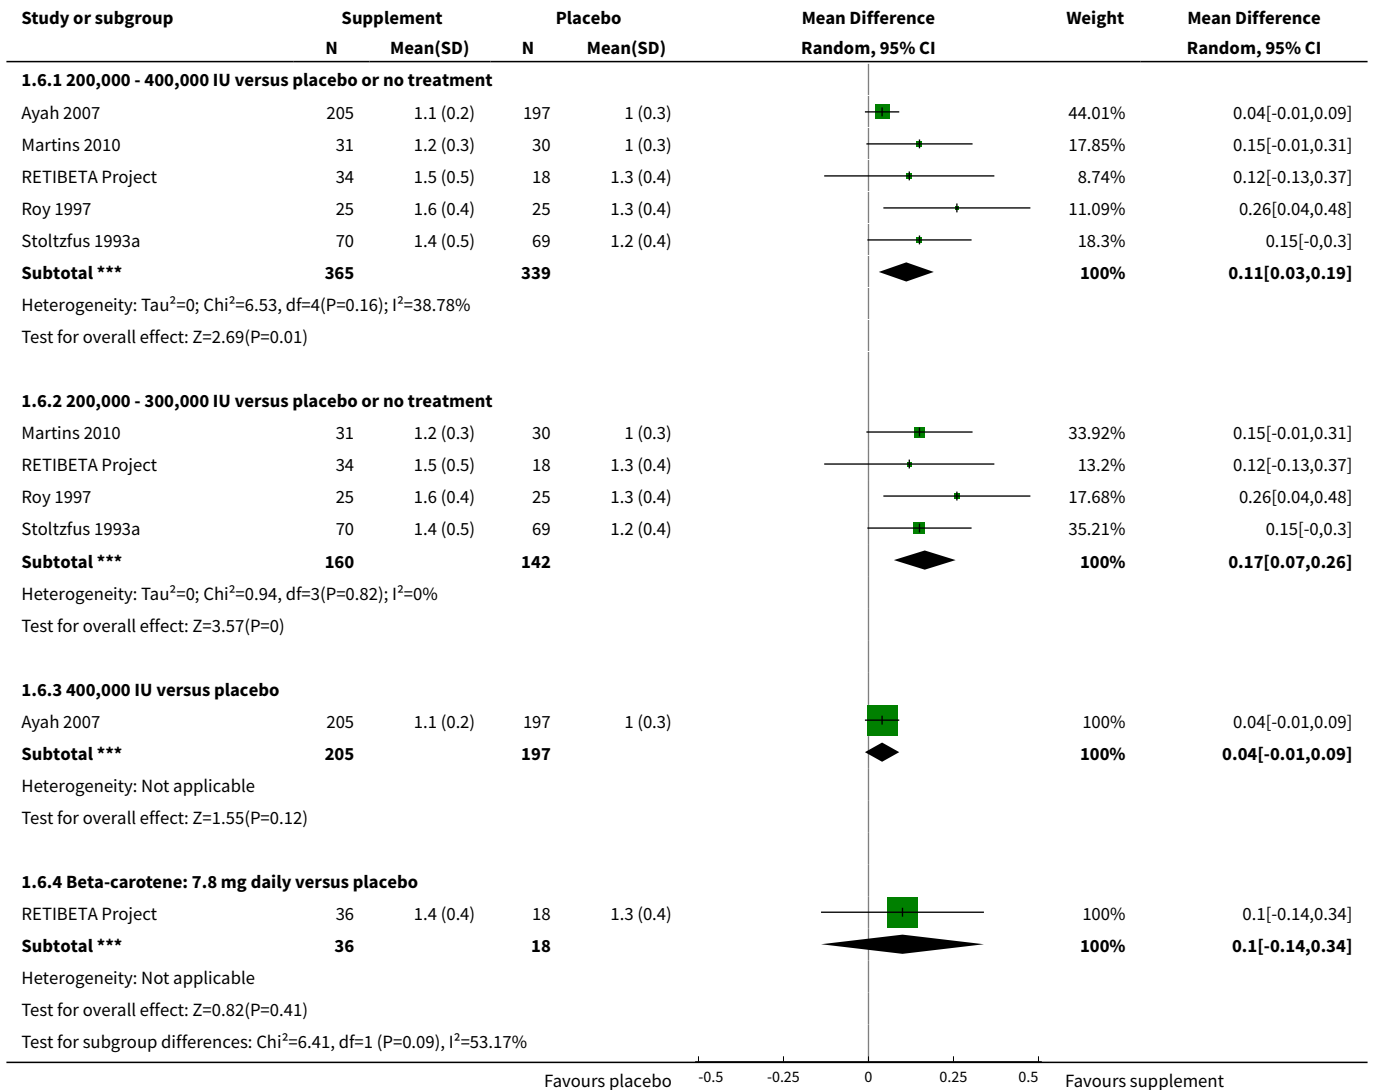 Study or subgroup Supplement Placebo Mean Difference Weight Mean Difference
N Mean(SD) N Mean(SD) Random, 95% CI Random, 95% CI
1.6.1 200,000 - 400,000 IU versus placebo or no treatment
Ayah 2007 205 1.1 (0.2) 197 1 (0.3) 44.01% 0.04[-0.01,0.09]
Martins 2010 31 1.2 (0.3) 30 1 (0.3) 17.85% 0.15[-0.01,0.31]
RETIBETA Project 34 1.5 (0.5) 18 1.3 (0.4) 8.74% 0.12[-0.13,0.37]
Roy 1997 25 1.6 (0.4) 25 1.3 (0.4) 11.09% 0.26[0.04,0.48]
Stoltzfus 1993a 70 1.4 (0.5) 69 1.2 (0.4) 18.3% 0.15[-0,0.3]
Subtotal *** 365 339 100% 0.11[0.03,0.19]
Heterogeneity: Tau²=0; Chi²=6.53, df=4(P=0.16); I²=38.78%
Test for overall effect: Z=2.69(P=0.01)
1.6.2 200,000 - 300,000 IU versus placebo or no treatment
Martins 2010 31 1.2 (0.3) 30 1 (0.3) 33.92% 0.15[-0.01,0.31]
RETIBETA Project 34 1.5 (0.5) 18 1.3 (0.4) 13.2% 0.12[-0.13,0.37]
Roy 1997 25 1.6 (0.4) 25 1.3 (0.4) 17.68% 0.26[0.04,0.48]
Stoltzfus 1993a 70 1.4 (0.5) 69 1.2 (0.4) 35.21% 0.15[-0,0.3]
Subtotal *** 160 142 100% 0.17[0.07,0.26]
Heterogeneity: Tau²=0; Chi²=0.94, df=3(P=0.82); I²=0%
Test for overall effect: Z=3.57(P=0)
1.6.3 400,000 IU versus placebo
Ayah 2007 205 1.1 (0.2) 197 1 (0.3) 100% 0.04[-0.01,0.09]
Subtotal *** 205 197 100% 0.04[-0.01,0.09]
Heterogeneity: Not applicable
Test for overall effect: Z=1.55(P=0.12)
1.6.4 Beta-carotene: 7.8 mg daily versus placebo
RETIBETA Project 36 1.4 (0.4) 18 1.3 (0.4) 100% 0.1[-0.14,0.34]
Subtotal *** 36 18 100% 0.1[-0.14,0.34]
Heterogeneity: Not applicable
Test for overall effect: Z=0.82(P=0.41)
Test for subgroup differences: Chi²=6.41, df=1 (P=0.09), I²=53.17%
Favours placebo -0.5 -0.25 0 0.25 0.5 Favours supplement